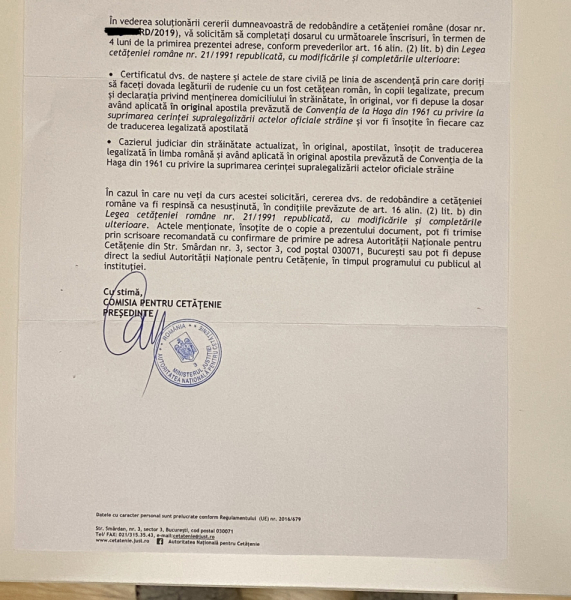 În vederea soluționării cererii dumneavoastră de redobândire a cetățeniei române (dosar nr.
RD/2019), vă solicităm să completați dosarul cu următoarele înscrisuri, în termen de
4 luni de la primirea prezentei adrese, conform prevederilor art. 16 alin. (2) lit. b) din Legea
cetățeniei române nr. 21/1991 republicată, cu modificările și completările ulterioare:
• Certificatul dvs. de naștere și actele de stare civilă pe linia de ascendență prin care doriți
să faceți dovada legăturii de rudenie cu un fost cetățean român, în copii legalizate, precum
și declarația privind menținerea domiciliului în străinătate, în original, vor fi depuse la dosar
având aplicată în original apostila prevăzută de Convenția de la Haga din 1961 cu privire la
suprimarea cerinței supralegalizării actelor oficiale străine și vor fi însoțite în fiecare caz
de traducerea legalizată apostilată
• Cazierul judiciar din străinătate actualizat, în original, apostilat, însoțit de traducerea
legalizată în limba română și având aplicată în original apostila prevăzută de Convenția de la
Haga din 1961 cu privire la suprimarea cerinței supralegalizării actelor oficiale străine
În cazul în care nu veți da curs acestei solicitări, cererea dvs. de redobândire a cetățeniei
române va fi respinsă ca nesusținută, în condițiile prevăzute de art. 16 alin. (2) lit. b) din
Legea cetățeniei române nr. 21/1991 republicată, cu modificările și completările
ulterioare. Actele menționate, însoțite de o copie a prezentului document, pot fi trimise
prin scrisoare recomandată cu confirmare de primire pe adresa Autorității Naționale pentru
Cetățenie din Str. Smârdan nr. 3, sector 3, cod poștal 030071, București sau pot fi depuse
direct la sediul Autorității Naționale pentru Cetățenie, în timpul programului cu publicul al
instituției.
Cu stimă,
COMISIA PENTRU CETĂȚENIE
PREȘEDINTE
ROMÂNIA
MINISTERUL JUSTIȚIEI
AUTORITATEA NAȚIONALĂ PENTRU CETĂȚENIE
Datele cu caracter personal sunt prelucrate conform Regulamentului (UE) nr. 2016/679
Str. Smârdan, nr. 3, sector 3, București, cod postal 030071
Tel/ FAX: 021/315.35.43, e-mail:cetatenie@just.ro
www.cetatenie.just.ro Autoritatea Națională pentru Cetățenie